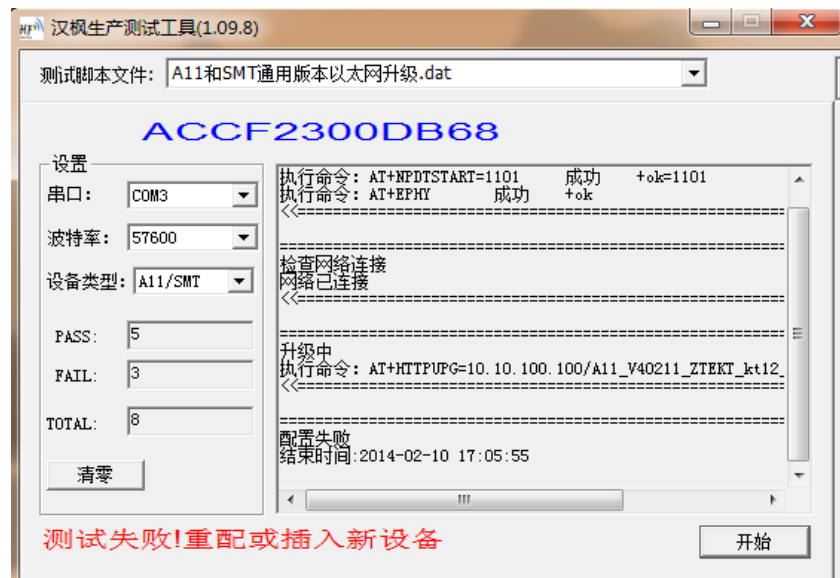 汉枫生产测试工具(1.09.8)
测试脚本文件: A11和SMT通用版本以太网升级.dat
ACCF2300DB68
设置
串口: COM3
波特率: 57600
设备类型: A11/SMT
PASS: 5
FAIL: 3
TOTAL: 8
清零
执行命令: AT+NPDTSTART=1101 成功 +ok=1101
执行命令: AT+EPHY 成功 +ok
<<================================================
================================================
检查网络连接
网络已连接
<<================================================
================================================
升级中
执行命令: AT+HTTPUPG=10.10.100.100/A11_V40211_ZTEKT_kt12_
<<================================================
================================================
配置失败
结束时间:2014-02-10 17:05:55
测试失败!重配或插入新设备
开始